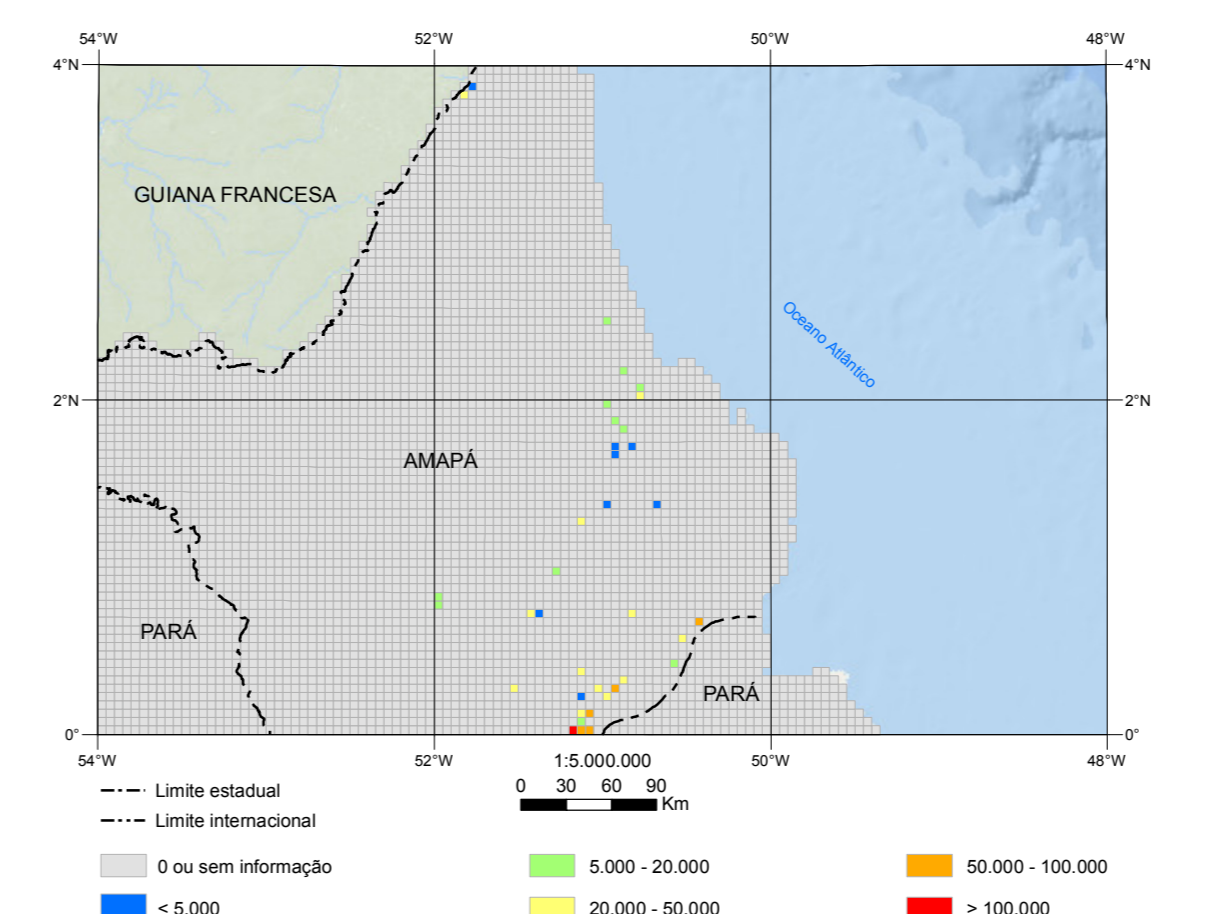 54°W 52°W 50°W 48°W
4°N 4°N
GUIANA FRANCESA
Oceano Atlântico
2°N 2°N
AMAPÁ
PARÁ
PARÁ
0° 0°
54°W 52°W 50°W 48°W
1:5.000.000
0 30 60 90
Km
Limite estadual
Limite internacional
0 ou sem informação 5.000 - 20.000 50.000 - 100.000
< 5.000 20.000 - 50.000 > 100.000